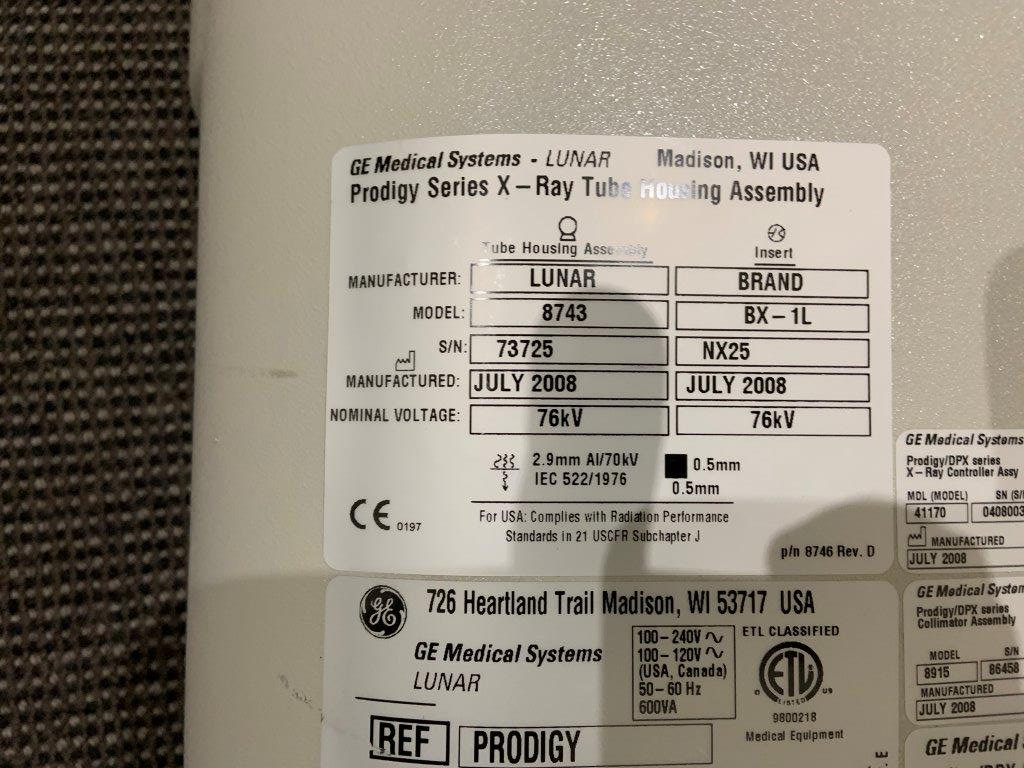 GE Medical Systems - LUNAR Madison, WI USA
Prodigy Series X-Ray Tube Housing Assembly
Tube Housing Assembly Insert
MANUFACTURER: LUNAR BRAND
MODEL: 8743 BX-1L
S/N: 73725 NX25
MANUFACTURED: JULY 2008 JULY 2008
NOMINAL VOLTAGE: 76kV 76kV
2.9mm Al/70kV 0.5mm
IEC 522/1976 0.5mm
CE 0197
For USA: Complies with Radiation Performance
Standards in 21 USCFR Subchapter J
p/n 8746 Rev. D
GE Medical Systems
Prodigy/DPX series
X-Ray Controller Assy
MDL (MODEL) SN
41170 0408003
MANUFACTURED
JULY 2008
GE
726 Heartland Trail Madison, WI 53717 USA
GE Medical Systems
LUNAR
100-240V
100-120V
(USA, Canada)
50-60 Hz
600VA
ETL CLASSIFIED
ETL
LISTED
C US
9800218
Medical Equipment
REF PRODIGY
GE Medical
Prodigy/DPX series
Collimator Assembly
MODEL S/N
8915 86458
MANUFACTURED
JULY 2008
GE Medical